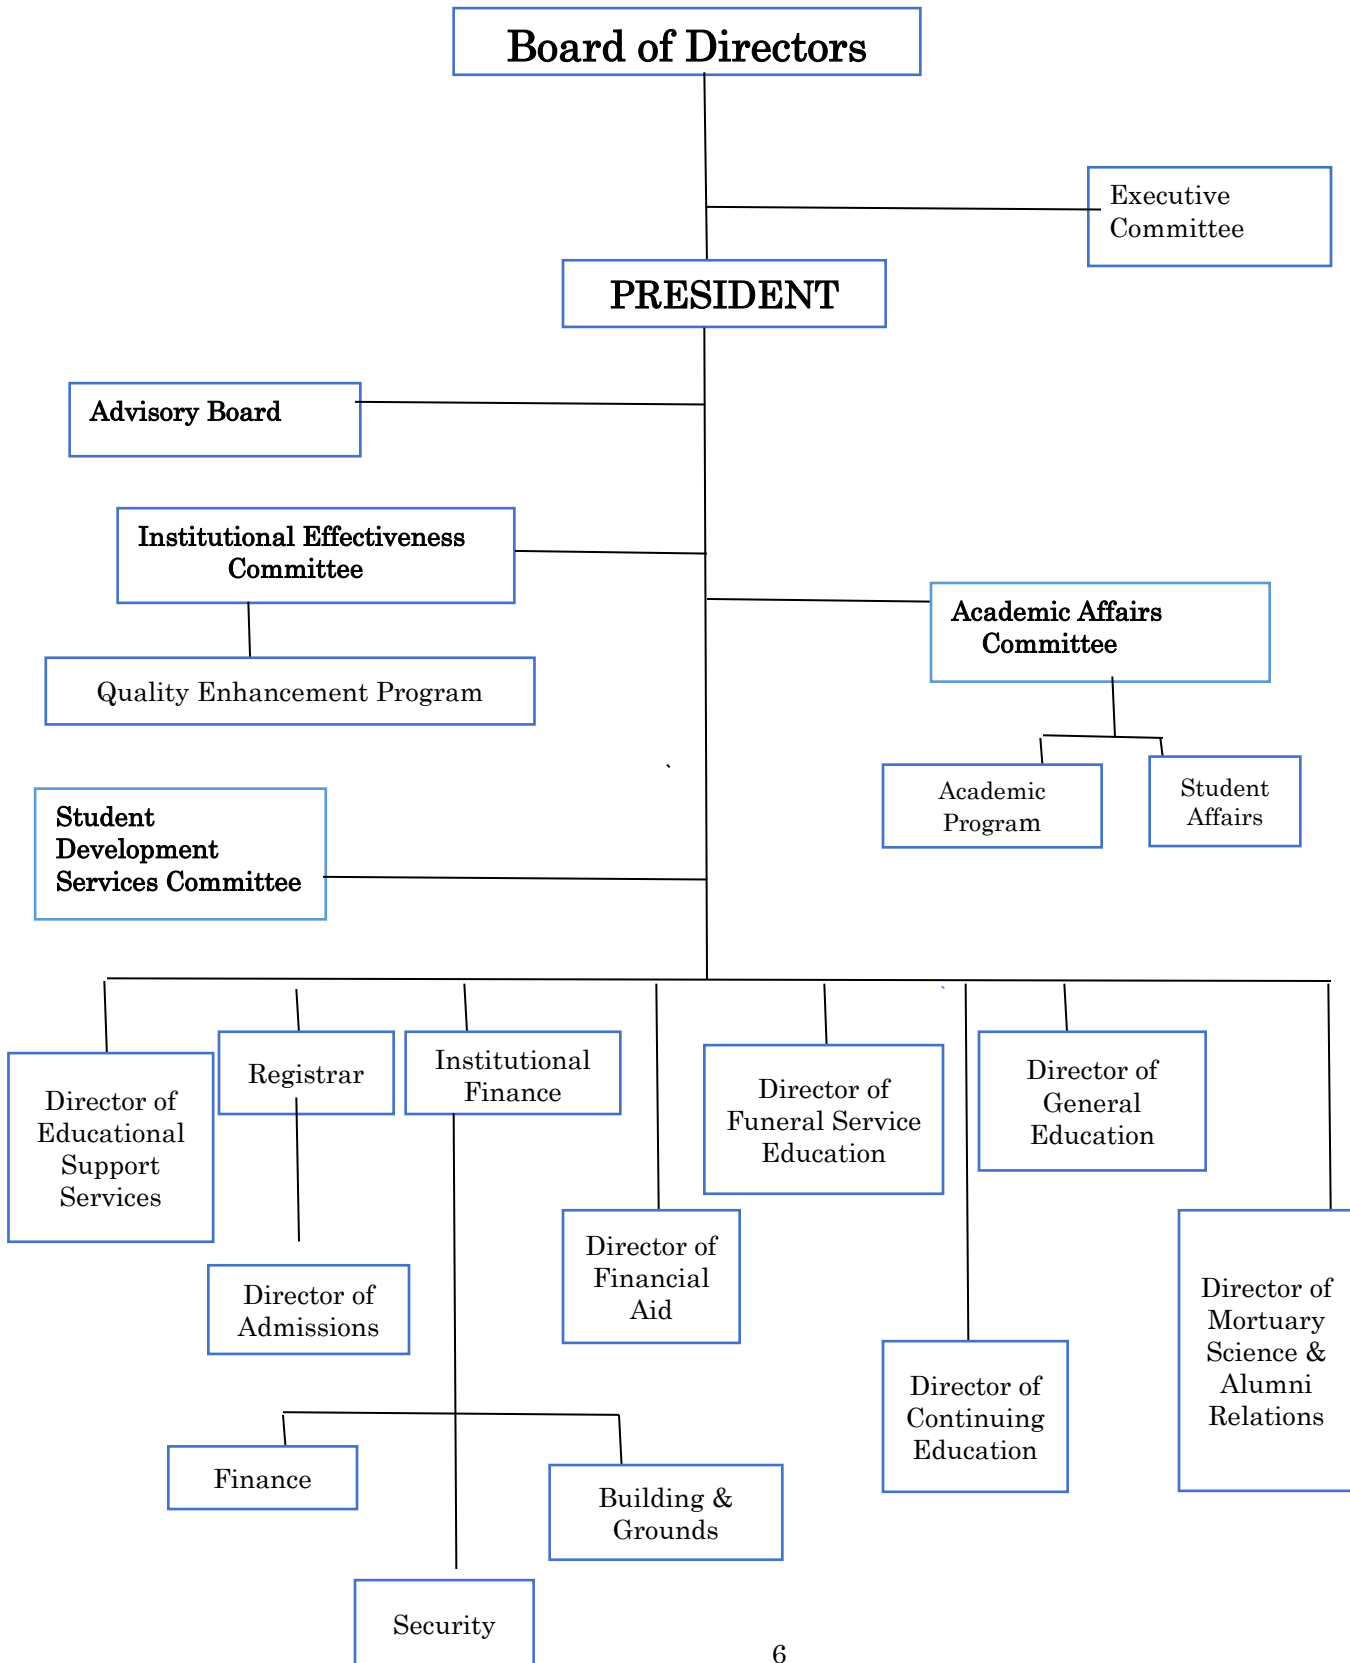 Board of Directors
Executive
Committee
PRESIDENT
Advisory Board
Institutional Effectiveness
Committee
Academic Affairs
Committee
Quality Enhancement Program
Academic
Program
Student
Affairs
Student
Development
Services Committee
Director of
Educational
Support
Services
Registrar
Institutional
Finance
Director of
Funeral Service
Education
Director of
General
Education
Director of
Admissions
Director of
Financial
Aid
Director of
Continuing
Education
Director of
Mortuary
Science &
Alumni
Relations
Finance
Building &
Grounds
Security
6